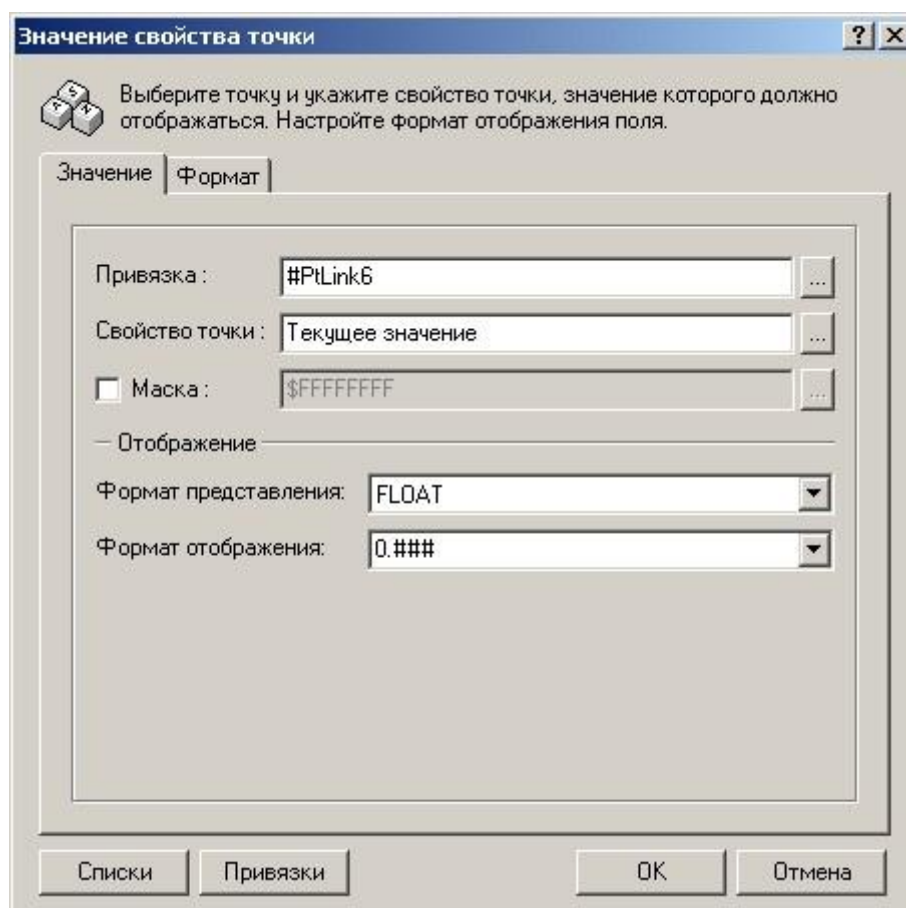 Значение свойства точки
Выберите точку и укажите свойство точки, значение которого должно
отображаться. Настройте формат отображения поля.
Значение Формат
Привязка : #PtLink6 ...
Свойство точки : Текущее значение ...
Маска : $FFFFFFFF ...
Отображение
Формат представления: FLOAT
Формат отображения: 0.###
Списки Привязки OK Отмена